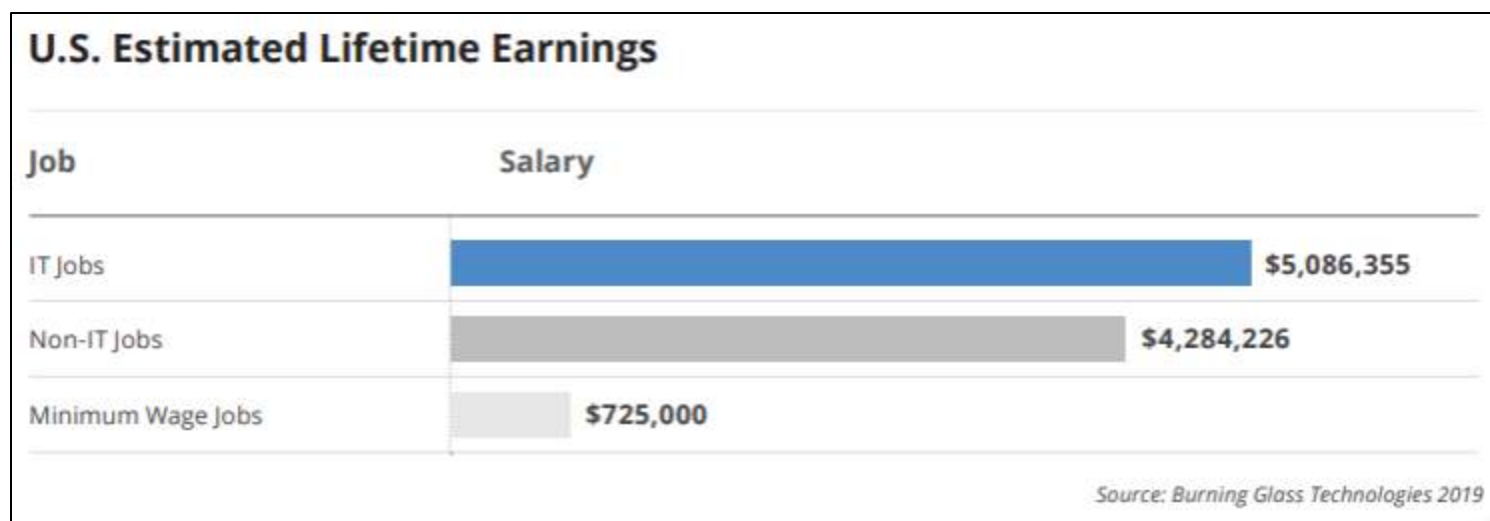 U.S. Estimated Lifetime Earnings
Job Salary
IT Jobs $5,086,355
Non-IT Jobs $4,284,226
Minimum Wage Jobs $725,000
Source: Burning Glass Technologies 2019